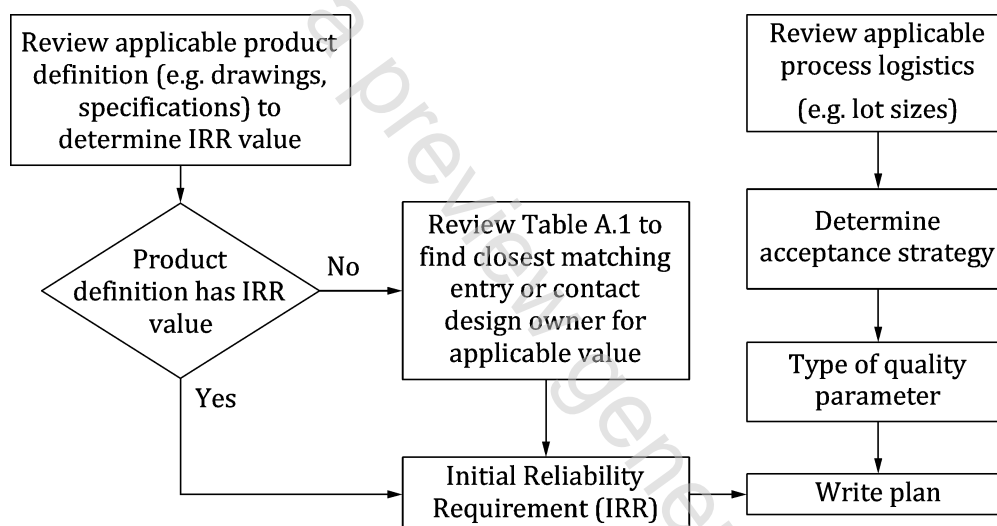 Review applicable product
definition (e.g. drawings,
specifications) to
determine IRR value
Product
definition has IRR
value
No
Yes
Review Table A.1 to
find closest matching
entry or contact
design owner for
applicable value
Initial Reliability
Requirement (IRR)
Review applicable
process logistics
(e.g. lot sizes)
Determine
acceptance strategy
Type of quality
parameter
Write plan
a preview gene